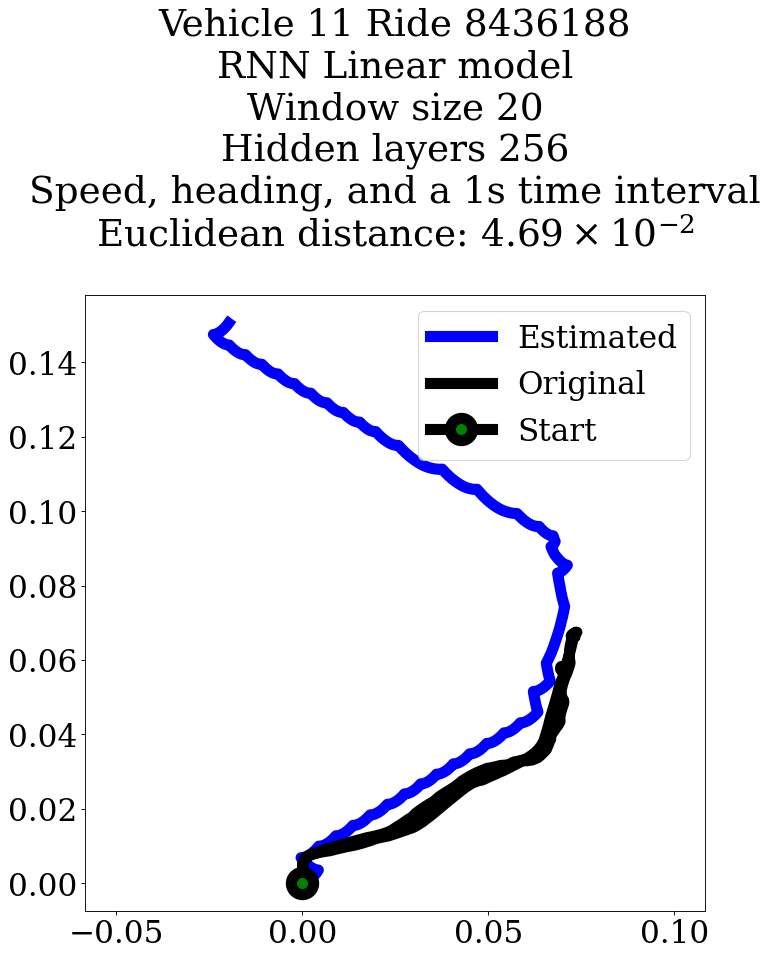 Vehicle 11 Ride 8436188
RNN Linear model
Window size 20
Hidden layers 256
Speed, heading, and a 1s time interval
Euclidean distance: 4.69 × 10⁻²
Estimated
Original
Start
0.14
0.12
0.10
0.08
0.06
0.04
0.02
0.00
−0.05
0.00
0.05
0.10